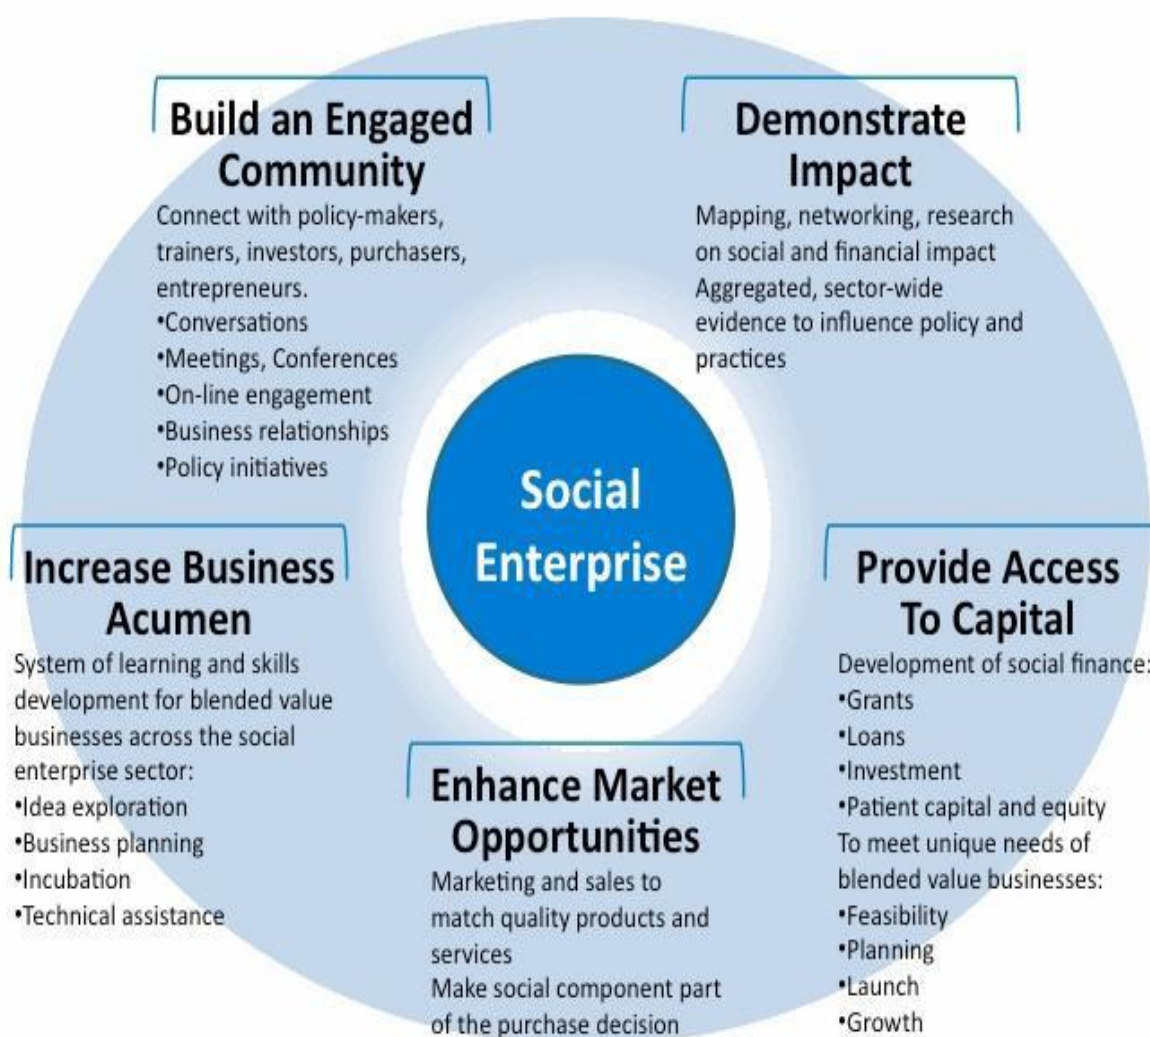 Build an Engaged
Community
Connect with policy-makers,
trainers, investors, purchasers,
entrepreneurs.
•Conversations
•Meetings, Conferences
•On-line engagement
•Business relationships
•Policy initiatives
Demonstrate
Impact
Mapping, networking, research
on social and financial impact
Aggregated, sector-wide
evidence to influence policy and
practices
Social
Enterprise
Increase Business
Acumen
System of learning and skills
development for blended value
businesses across the social
enterprise sector:
•Idea exploration
•Business planning
•Incubation
•Technical assistance
Enhance Market
Opportunities
Marketing and sales to
match quality products and
services
Make social component part
of the purchase decision
Provide Access
To Capital
Development of social finance:
•Grants
•Loans
•Investment
•Patient capital and equity
To meet unique needs of
blended value businesses:
•Feasibility
•Planning
•Launch
•Growth